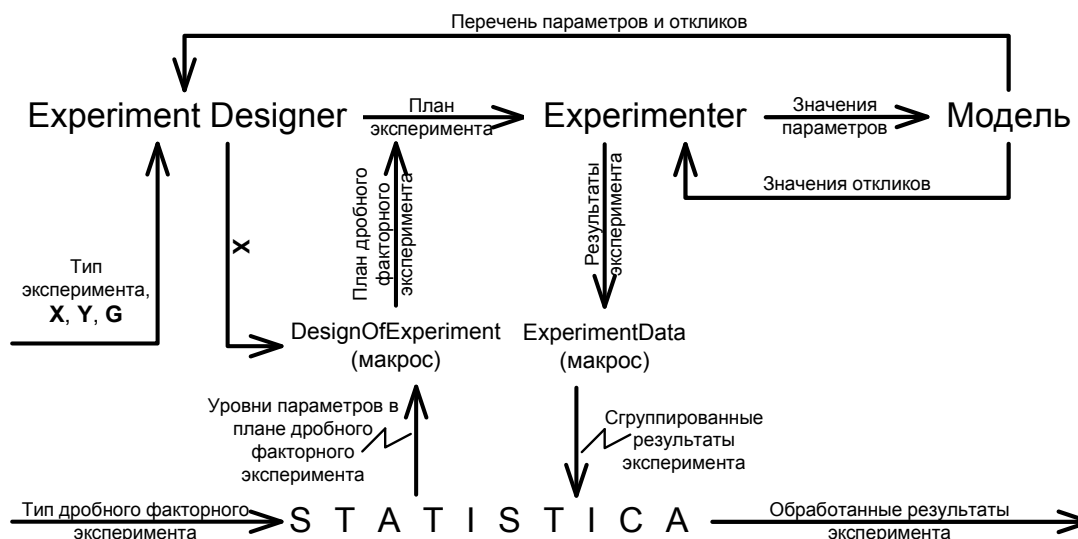 Перечень параметров и откликов
Experiment Designer
План
эксперимента
Experimenter
Значения
параметров
Модель
Значения откликов
X
План дробного
факторного
эксперимента
Результаты
эксперимента
Тип
эксперимента,
X, Y, G
DesignOfExperiment
(макрос)
ExperimentData
(макрос)
Уровни параметров в
плане дробного
факторного
эксперимента
Сгруппированные
результаты
эксперимента
Тип дробного факторного
эксперимента
S T A T I S T I C A
Обработанные результаты
эксперимента